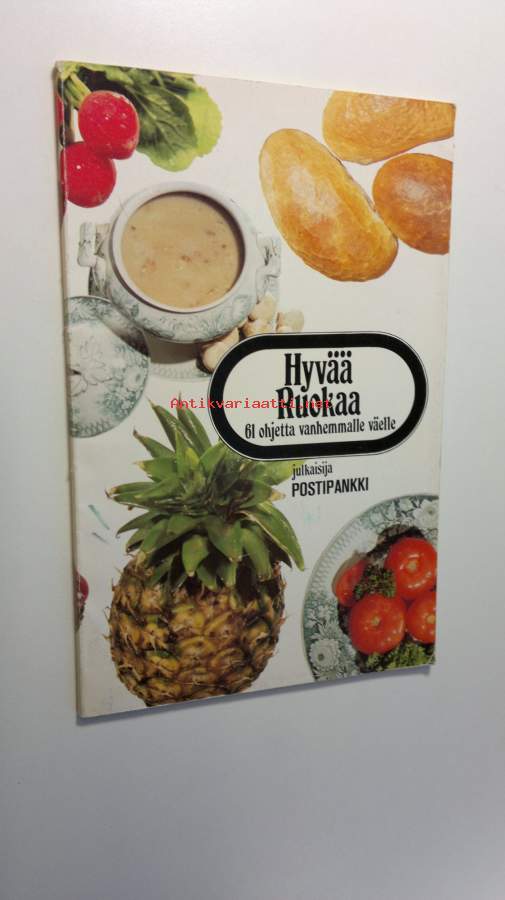 Hyvää
Ruokaa
Antikvariaatti.net
61 ohjetta vanhemmalle väelle
julkaisija
POSTIPANKKI